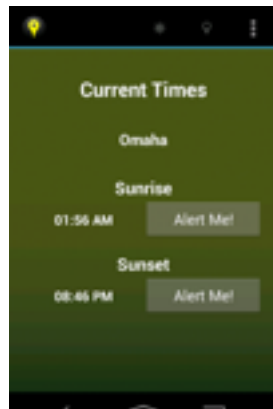 Current Times
Omaha
Sunrise
01:56 AM Alert Me!
Sunset
08:46 PM Alert Me!